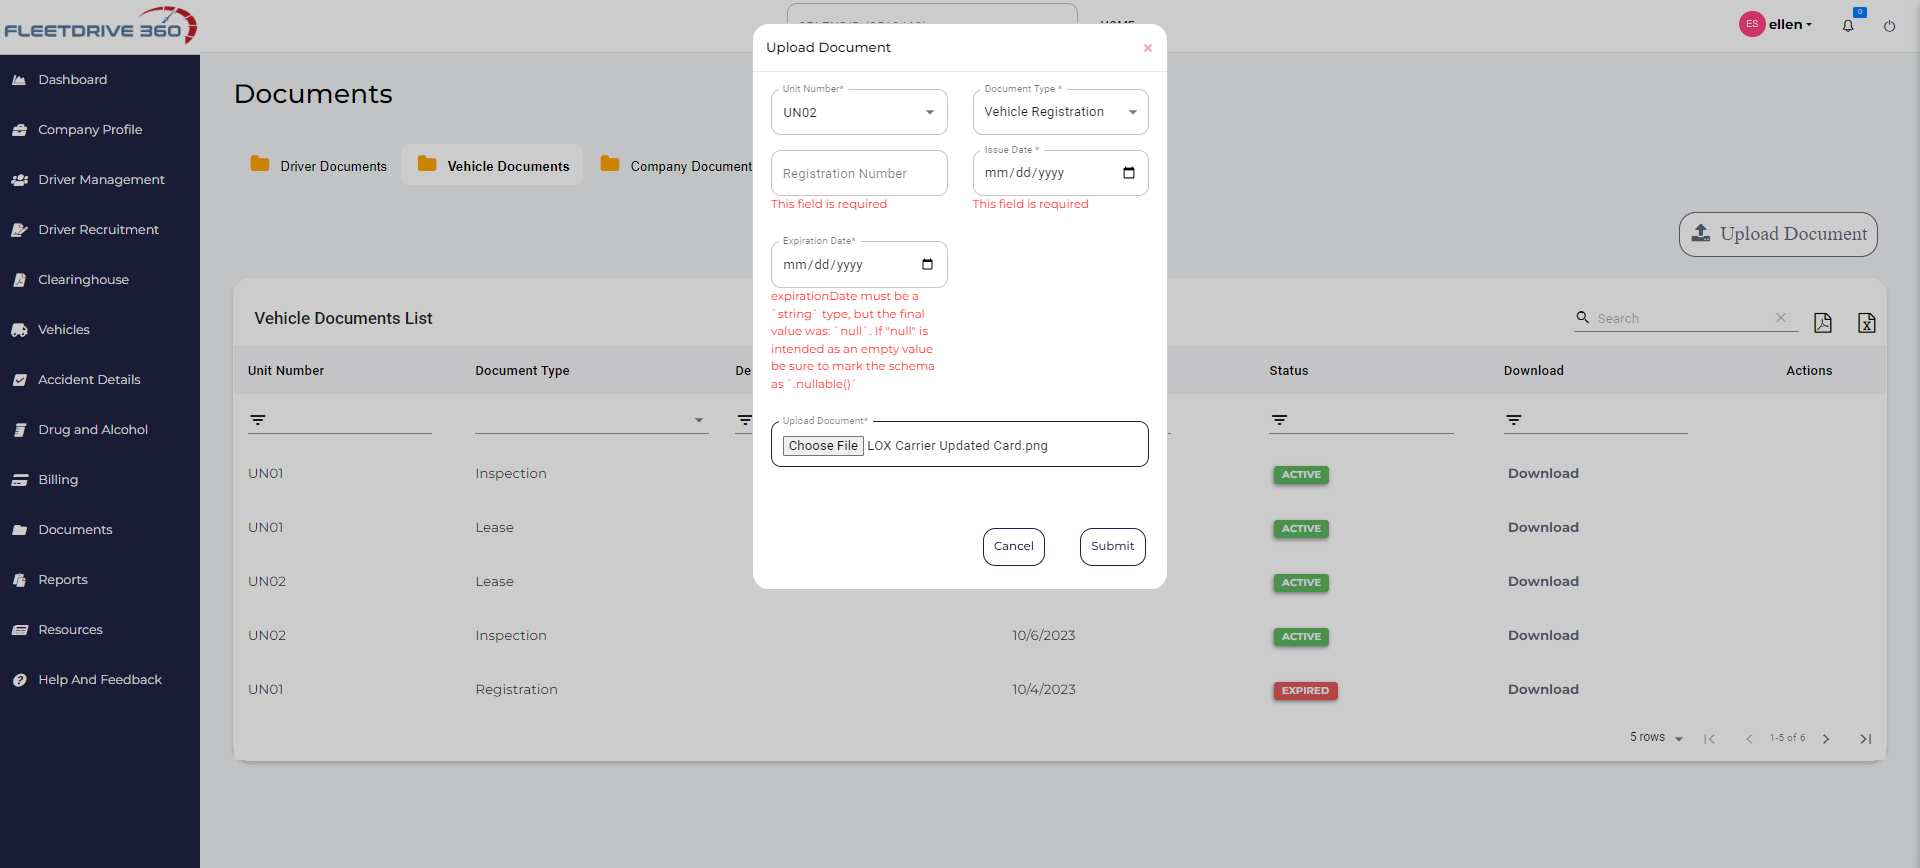 FLEETDRIVE 360
HOME
ES ellen
0
Dashboard
Company Profile
Driver Management
Driver Recruitment
Clearinghouse
Vehicles
Accident Details
Drug and Alcohol
Billing
Documents
Reports
Resources
Help And Feedback
Documents
Driver Documents
Vehicle Documents
Company Document
Upload Document
Vehicle Documents List
Search
Unit Number Document Type De Status Download Actions
UN01 Inspection ACTIVE Download
UN01 Lease ACTIVE Download
UN02 Lease ACTIVE Download
UN02 Inspection 10/6/2023 ACTIVE Download
UN01 Registration 10/4/2023 EXPIRED Download
5 rows 1-5 of 6
Upload Document
Unit Number*
UN02
Document Type *
Vehicle Registration
Registration Number
This field is required
Issue Date *
mm/dd/yyyy
This field is required
Expiration Date*
mm/dd/yyyy
expirationDate must be a
`string` type, but the final
value was: `null`. If "null" is
intended as an empty value
be sure to mark the schema
as `.nullable()`
Upload Document*
Choose File LOX Carrier Updated Card.png
Cancel
Submit